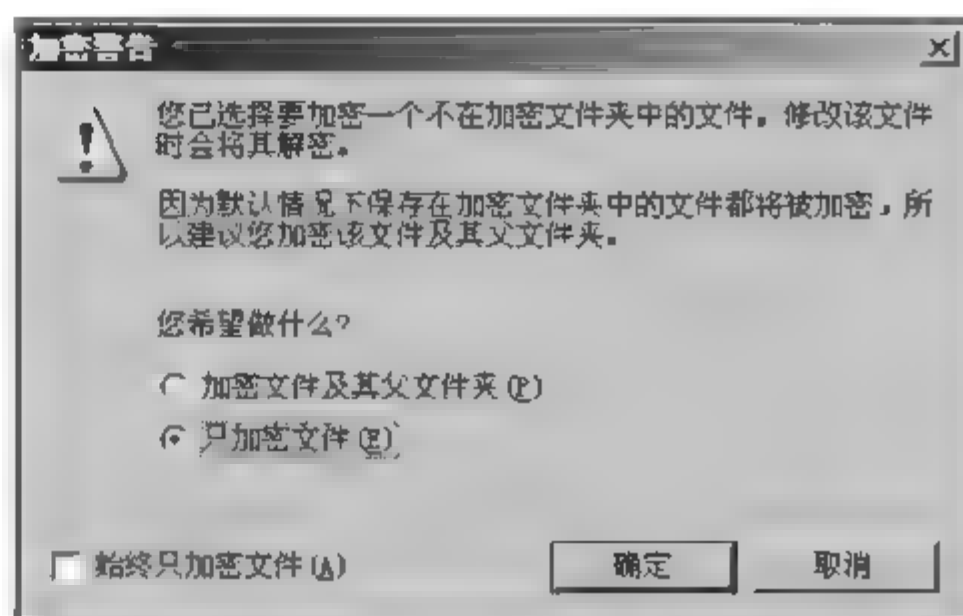 加密警告
您已选择要加密一个不在加密文件夹中的文件。修改该文件
时会将其解密。
因为默认情况下保存在加密文件夹中的文件都将被加密，所
以建议您加密该文件及其父文件夹。
您希望做什么?
加密文件及其父文件夹(P)
只加密文件(E)
始终只加密文件(A)
确定
取消